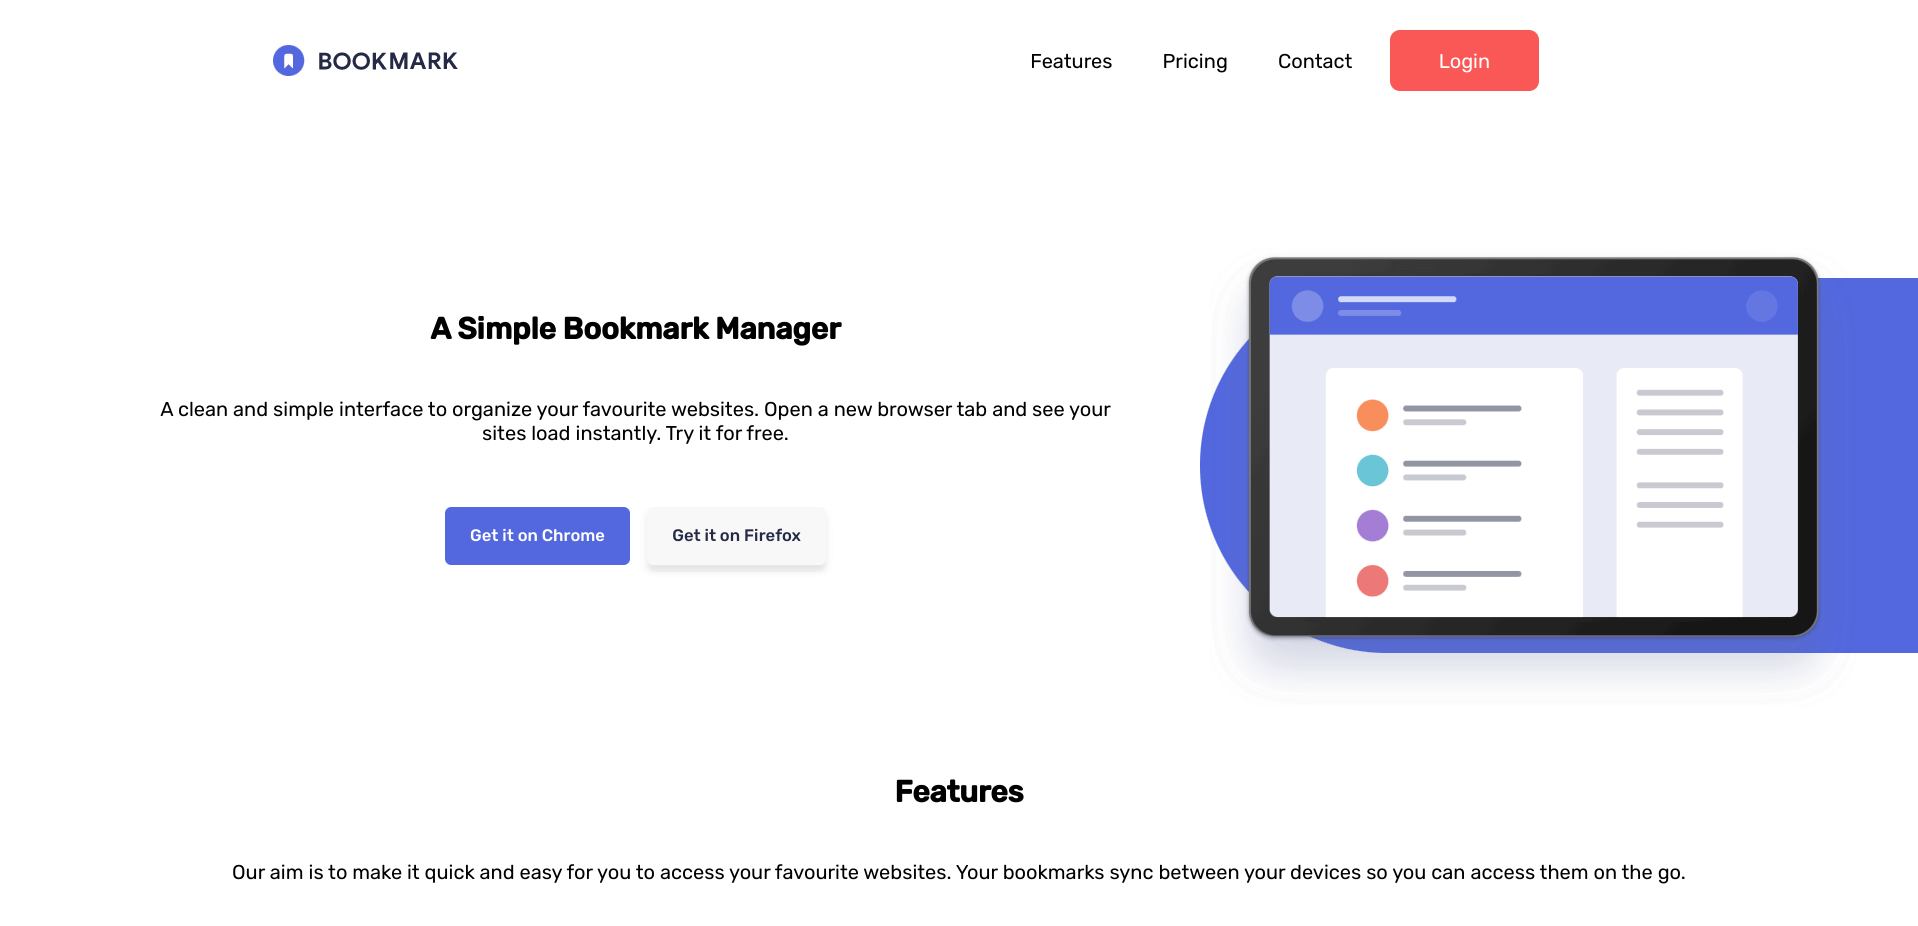 BOOKMARK
Features
Pricing
Contact
Login
A Simple Bookmark Manager
A clean and simple interface to organize your favourite websites. Open a new browser tab and see your
sites load instantly. Try it for free.
Get it on Chrome
Get it on Firefox
Features
Our aim is to make it quick and easy for you to access your favourite websites. Your bookmarks sync between your devices so you can access them on the go.